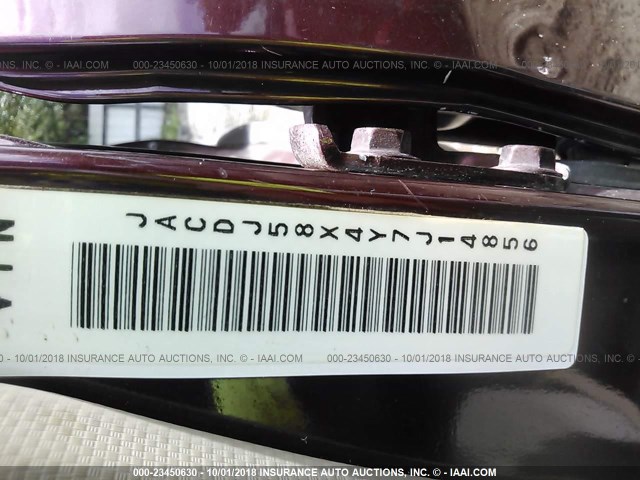 INC. © - IAAI.COM 000-23450630 - 10/01/2018 INSURANCE AUTO AUCTIONS, INC. © - IAAI.COM
VIN
JACDJ58X4Y7J14856
- 10/01/2018 INSURANCE AUTO AUCTIONS, INC. © - IAAI.COM 000-23450630 - 10/01/2018 INSURANCE AUTO AUCTIONS, INC.
000-23450630 - 10/01/2018 INSURANCE AUTO AUCTIONS, INC. © - IAAI.COM